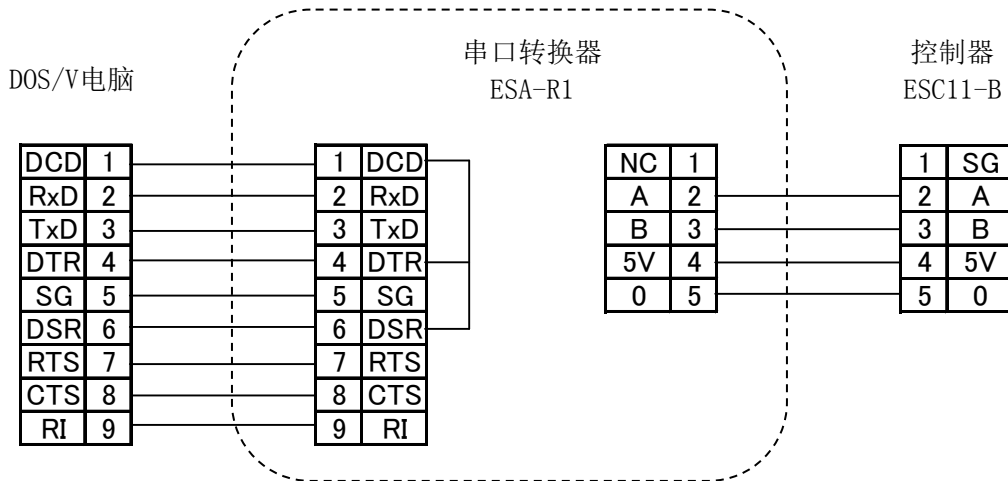 DOS/V电脑
串口转换器
ESA-R1
控制器
ESC11-B
DCD 1
RxD 2
TxD 3
DTR 4
SG 5
DSR 6
RTS 7
CTS 8
RI 9
1 DCD
2 RxD
3 TxD
4 DTR
5 SG
6 DSR
7 RTS
8 CTS
9 RI
NC 1
A 2
B 3
5V 4
0 5
1 SG
2 A
3 B
4 5V
5 0